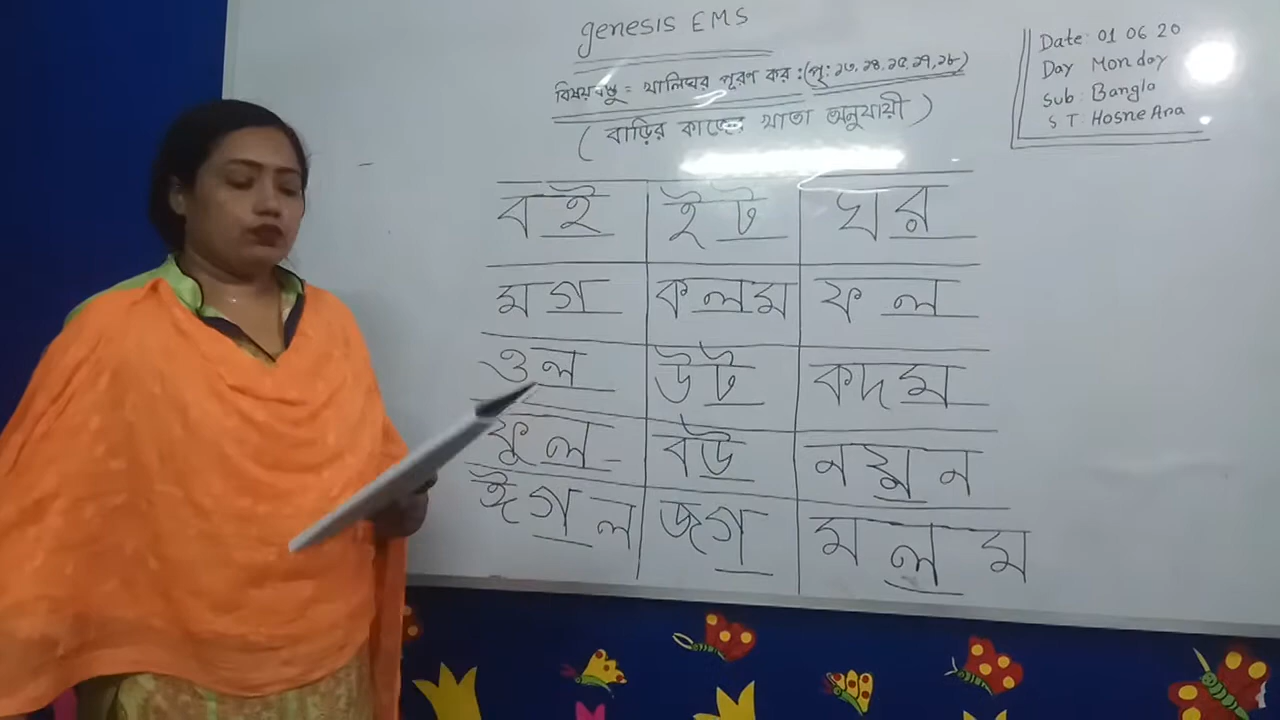 genesis EMS
বিষয়বস্তু = খালিঘর পূরণ কর : (পৃ: ১৩, ১৪, ১৫, ১৭, ১৮)
( বাড়ির কাজের খাতা অনুযায়ী )
Date: 01 06 20
Day Monday
Sub: Bangla
S T: Hosne Ara
বই ইট ঘর
মগ কলম ফল
ওল উট কদম
ফুল বউ নয়ন
ঈগল জগ মলম